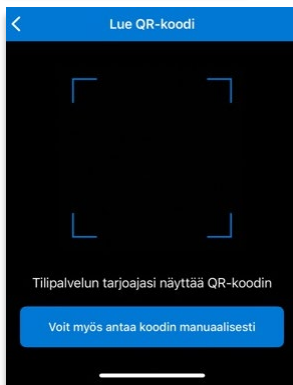 Lue QR-koodi
Tilipalvelun tarjoajasi näyttää QR-koodin
Voit myös antaa koodin manuaalisesti